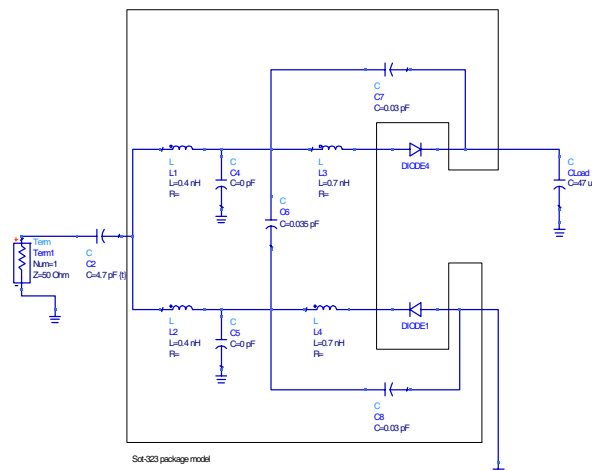 C
C7
C=0.03 pF
L
L1
L=0.4 nH
R=
C
C4
C=0 pF
L
L3
L=0.7 nH
R=
DIODE4
C
CLoad
C=47 u
C
C6
C=0.035 pF
Term
Term1
Num=1
Z=50 Ohm
C
C2
C=4.7 pF {t}
L
L2
L=0.4 nH
R=
C
C5
C=0 pF
L
L4
L=0.7 nH
R=
DIODE1
C
C8
C=0.03 pF
Sot-323 package model